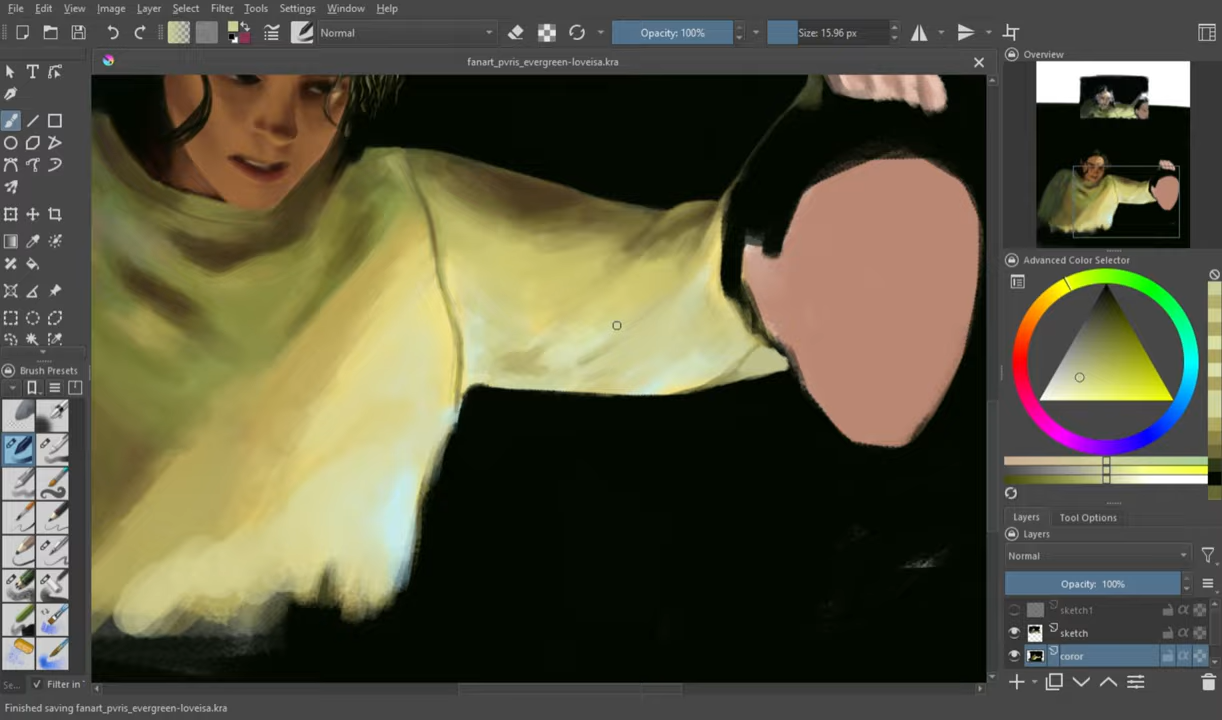 File Edit View Image Layer Select Filter Tools Settings Window Help
Normal
Opacity: 100%
Size: 15.96 px
fanart_pvris_evergreen-loveisa.kra
Overview
Advanced Color Selector
Brush Presets
Se...
Filter in
Layers Tool Options
Layers
Normal
Opacity: 100%
sketch1
sketch
coror
Finished saving fanart_pvris_evergreen-loveisa.kra